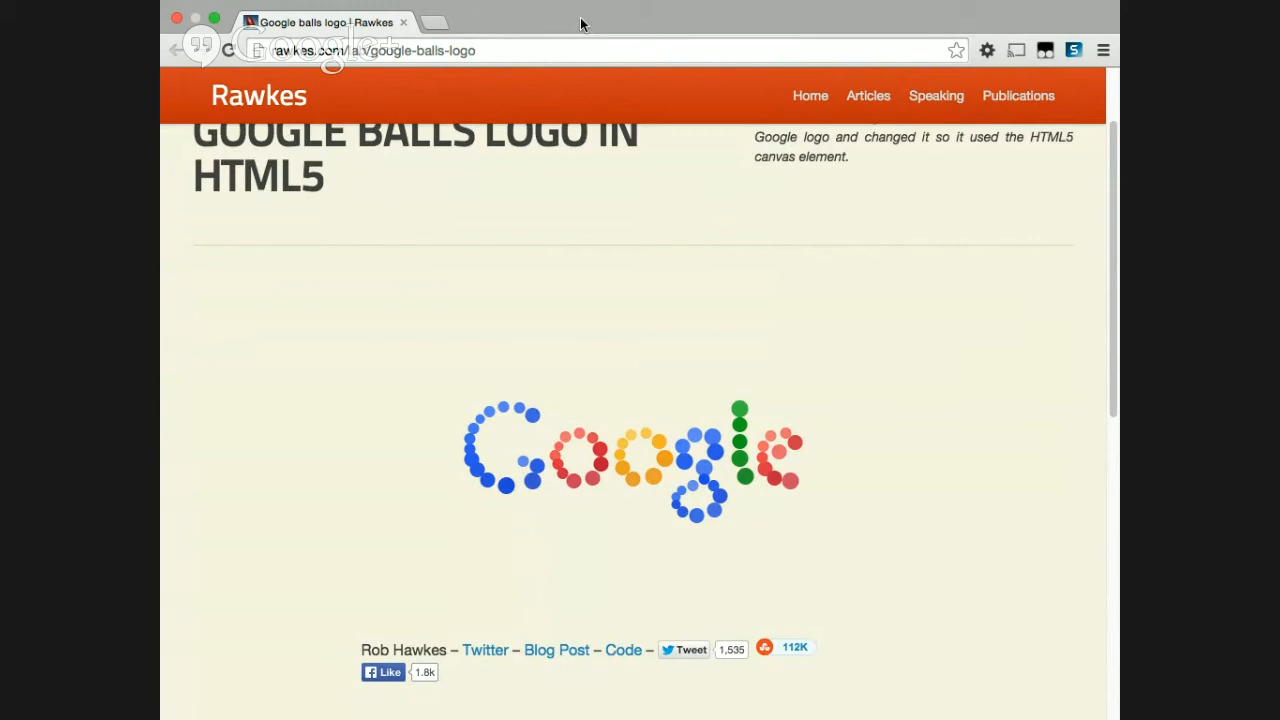 Google balls logo | Rawkes
Google+
rawkes.com/lab/google-balls-logo
Rawkes
Home
Articles
Speaking
Publications
GOOGLE BALLS LOGO IN
HTML5
Google logo and changed it so it used the HTML5
canvas element.
Google
Rob Hawkes – Twitter – Blog Post – Code – Tweet 1,535 112K
Like 1.8k